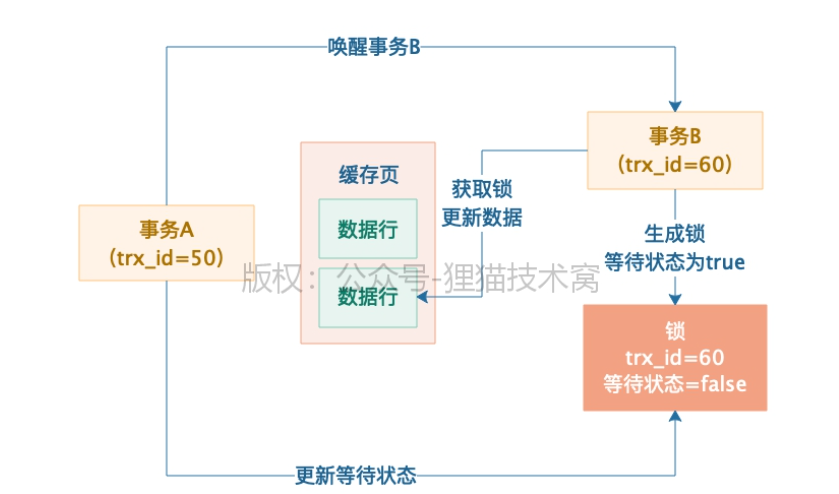 唤醒事务B
事务B
（trx_id=60）
缓存页
获取锁
更新数据
数据行
事务A
（trx_id=50）
生成锁
等待状态为true
版权：公众号-狸猫技术窝
数据行
锁
trx_id=60
等待状态=false
更新等待状态